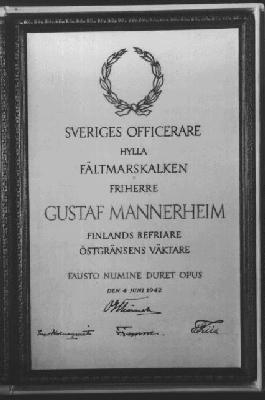 SVERIGES OFFICERARE
HYLLA
FÄLTMARSKALKEN
FRIHERRE
GUSTAF MANNERHEIM
FINLANDS BEFRIARE
ÖSTGRÄNSENS VÄKTARE
FAUSTO NUMINE DURET OPUS
DEN 4 JUNI 1942